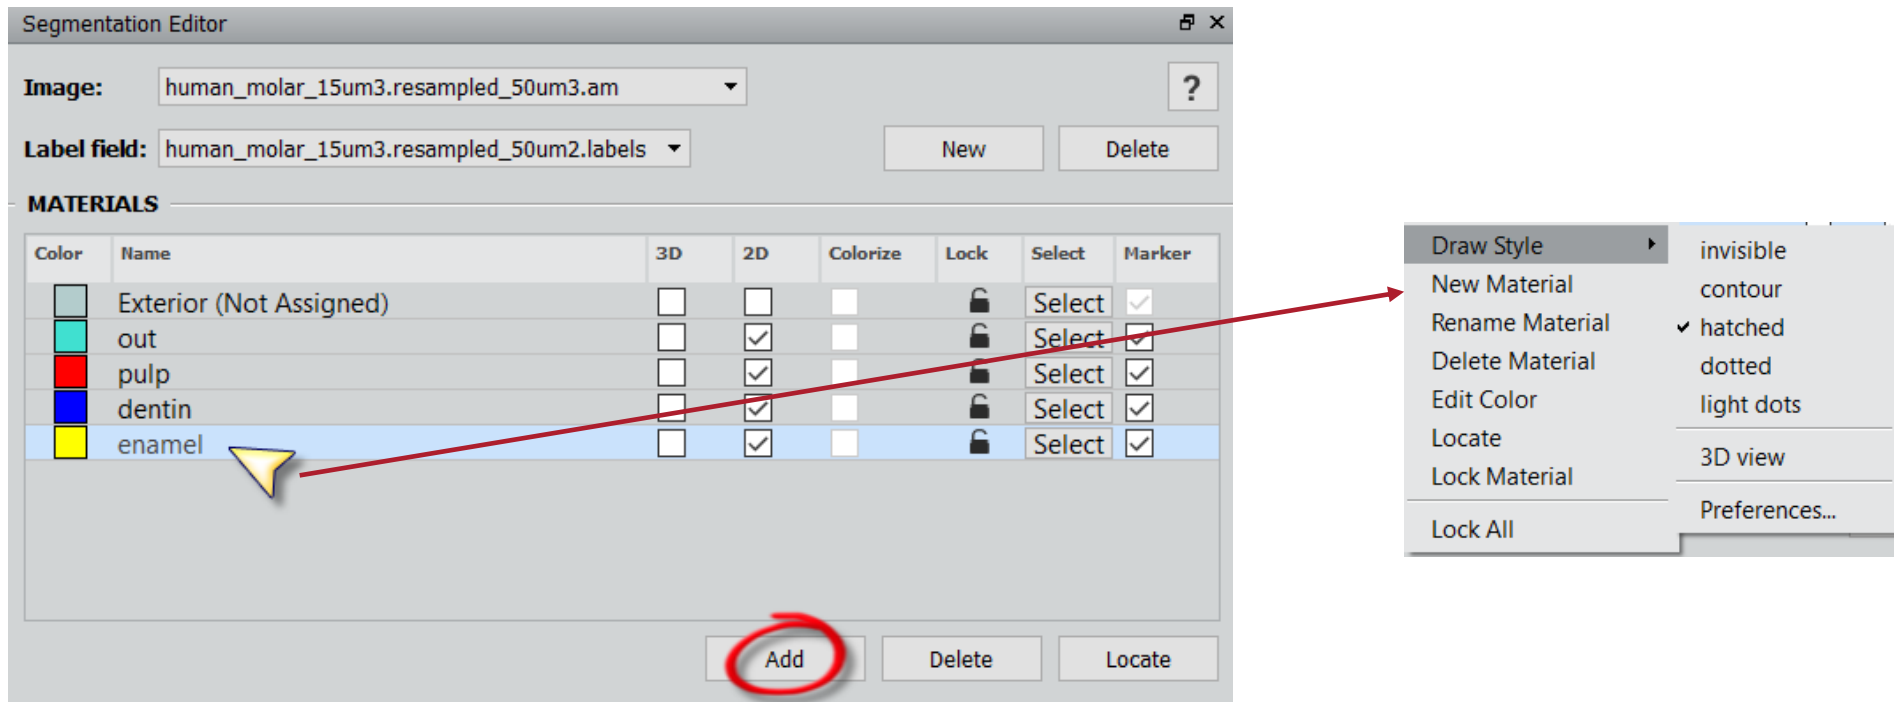 Segmentation Editor
Image: human_molar_15um3.resampled_50um3.am ?
Label field: human_molar_15um3.resampled_50um2.labels New Delete
MATERIALS
Color Name 3D 2D Colorize Lock Select Marker
Exterior (Not Assigned) Select
out Select
pulp Select
dentin Select
enamel Select
Add Delete Locate
Draw Style
New Material
Rename Material
Delete Material
Edit Color
Locate
Lock Material
Lock All
invisible
contour
hatched
dotted
light dots
3D view
Preferences...